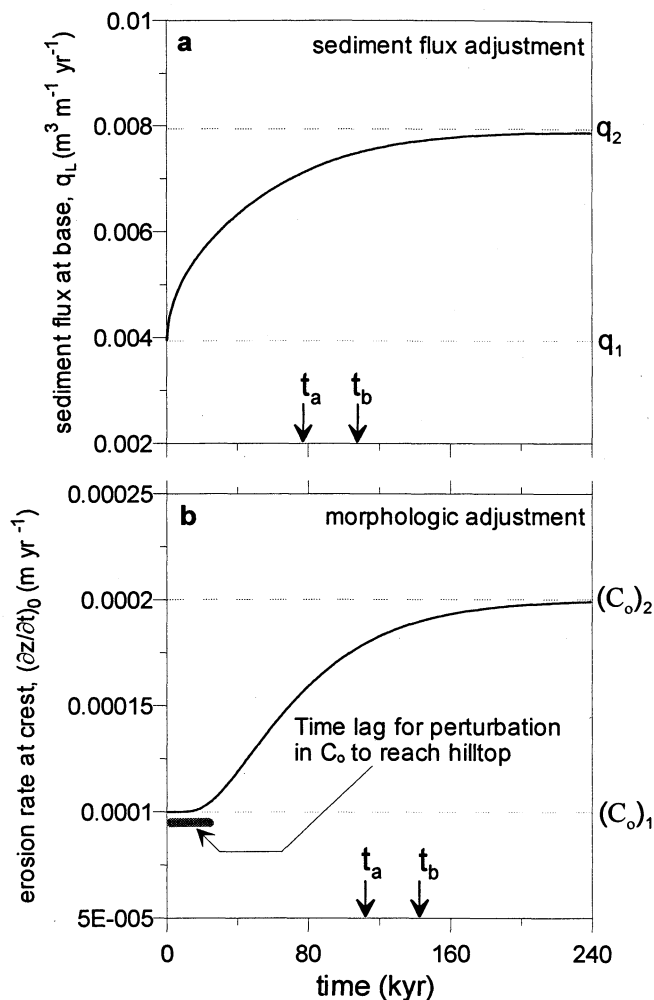 0.01
a
sediment flux adjustment
0.008
q2
0.006
0.004
q1
0.002
ta
tb
sediment flux at base, qL (m3 m-1 yr-1)
0.00025
b
morphologic adjustment
0.0002
(Co)2
0.00015
Time lag for perturbation
in Co to reach hilltop
0.0001
(Co)1
ta
tb
5E-005
erosion rate at crest, (∂z/∂t)0 (m yr-1)
0
80
160
240
time (kyr)